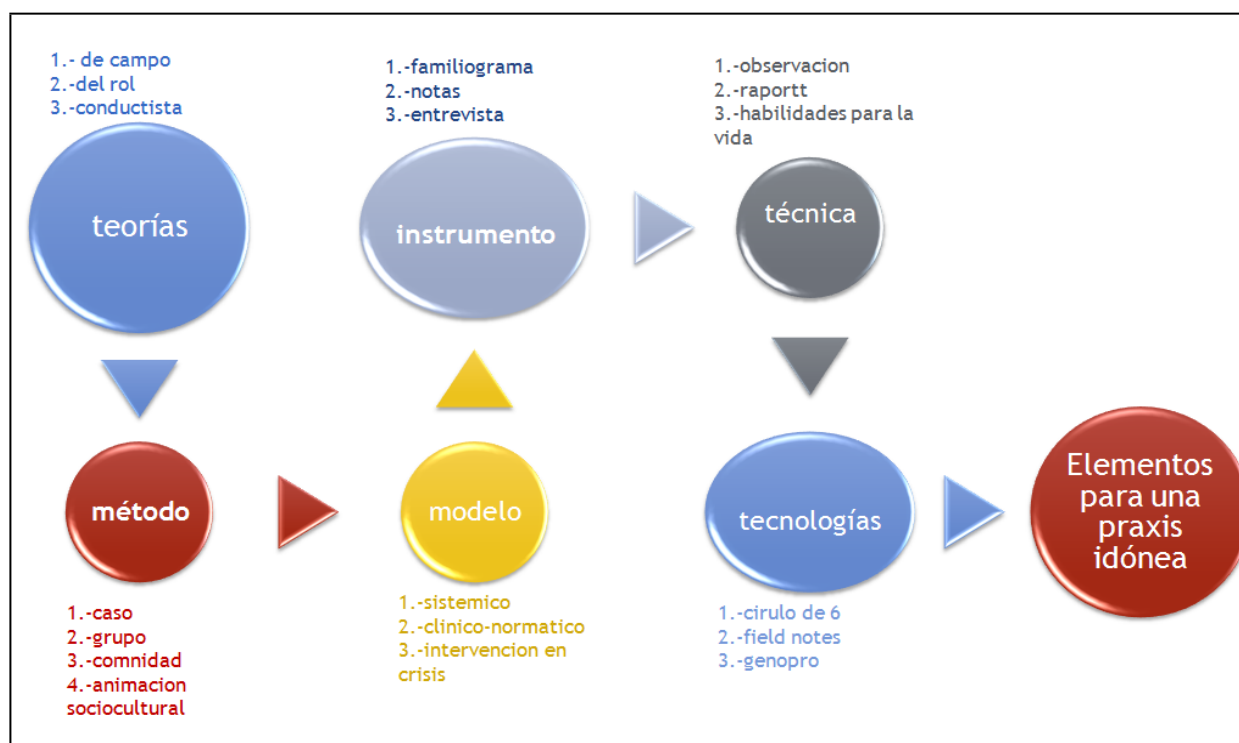 1.- de campo
2.-del rol
3.-conductista
teorías
método
1.-caso
2.-grupo
3.-comnidad
4.-animacion
sociocultural
modelo
1.-sistemico
2.-clinico-normatico
3.-intervencion en
crisis
1.-familiograma
2.-notas
3.-entrevista
instrumento
1.-observacion
2.-raportt
3.-habilidades para la
vida
técnica
tecnologías
1.-cirulo de 6
2.-field notes
3.-genopro
Elementos
para una
praxis
idónea